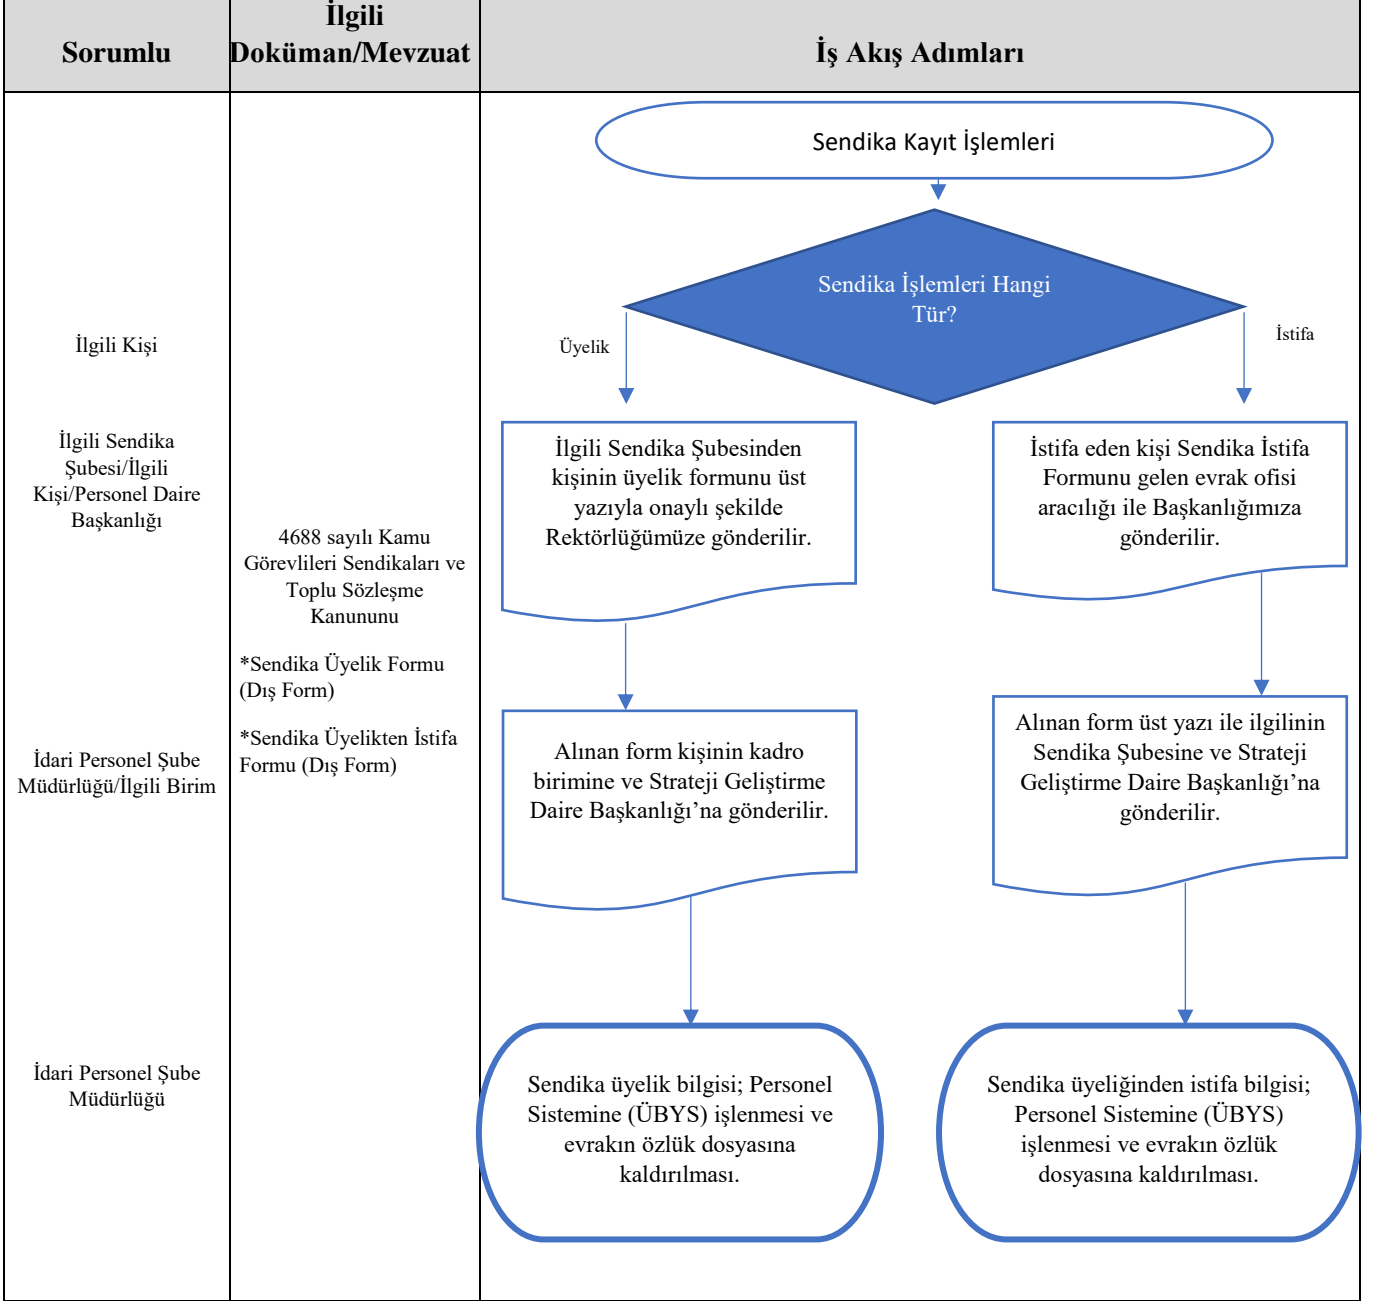 Sorumlu
İlgili
Doküman/Mevzuat
İş Akış Adımları
İlgili Kişi
İlgili Sendika
Şubesi/İlgili
Kişi/Personel Daire
Başkanlığı
İdari Personel Şube
Müdürlüğü/İlgili Birim
İdari Personel Şube
Müdürlüğü
4688 sayılı Kamu
Görevlileri Sendikaları ve
Toplu Sözleşme
Kanununu
*Sendika Üyelik Formu
(Dış Form)
*Sendika Üyelikten İstifa
Formu (Dış Form)
Sendika Kayıt İşlemleri
Sendika İşlemleri Hangi
Tür?
Üyelik
İstifa
İlgili Sendika Şubesinden
kişinin üyelik formunu üst
yazıyla onaylı şekilde
Rektörlüğümüze gönderilir.
İstifa eden kişi Sendika İstifa
Formunu gelen evrak ofisi
aracılığı ile Başkanlığımıza
gönderilir.
Alınan form kişinin kadro
birimine ve Strateji Geliştirme
Daire Başkanlığı’na gönderilir.
Alınan form üst yazı ile ilgilinin
Sendika Şubesine ve Strateji
Geliştirme Daire Başkanlığı’na
gönderilir.
Sendika üyelik bilgisi; Personel
Sistemine (ÜBYS) işlenmesi ve
evrakın özlük dosyasına
kaldırılması.
Sendika üyeliğinden istifa bilgisi;
Personel Sistemine (ÜBYS)
işlenmesi ve evrakın özlük
dosyasına kaldırılması.